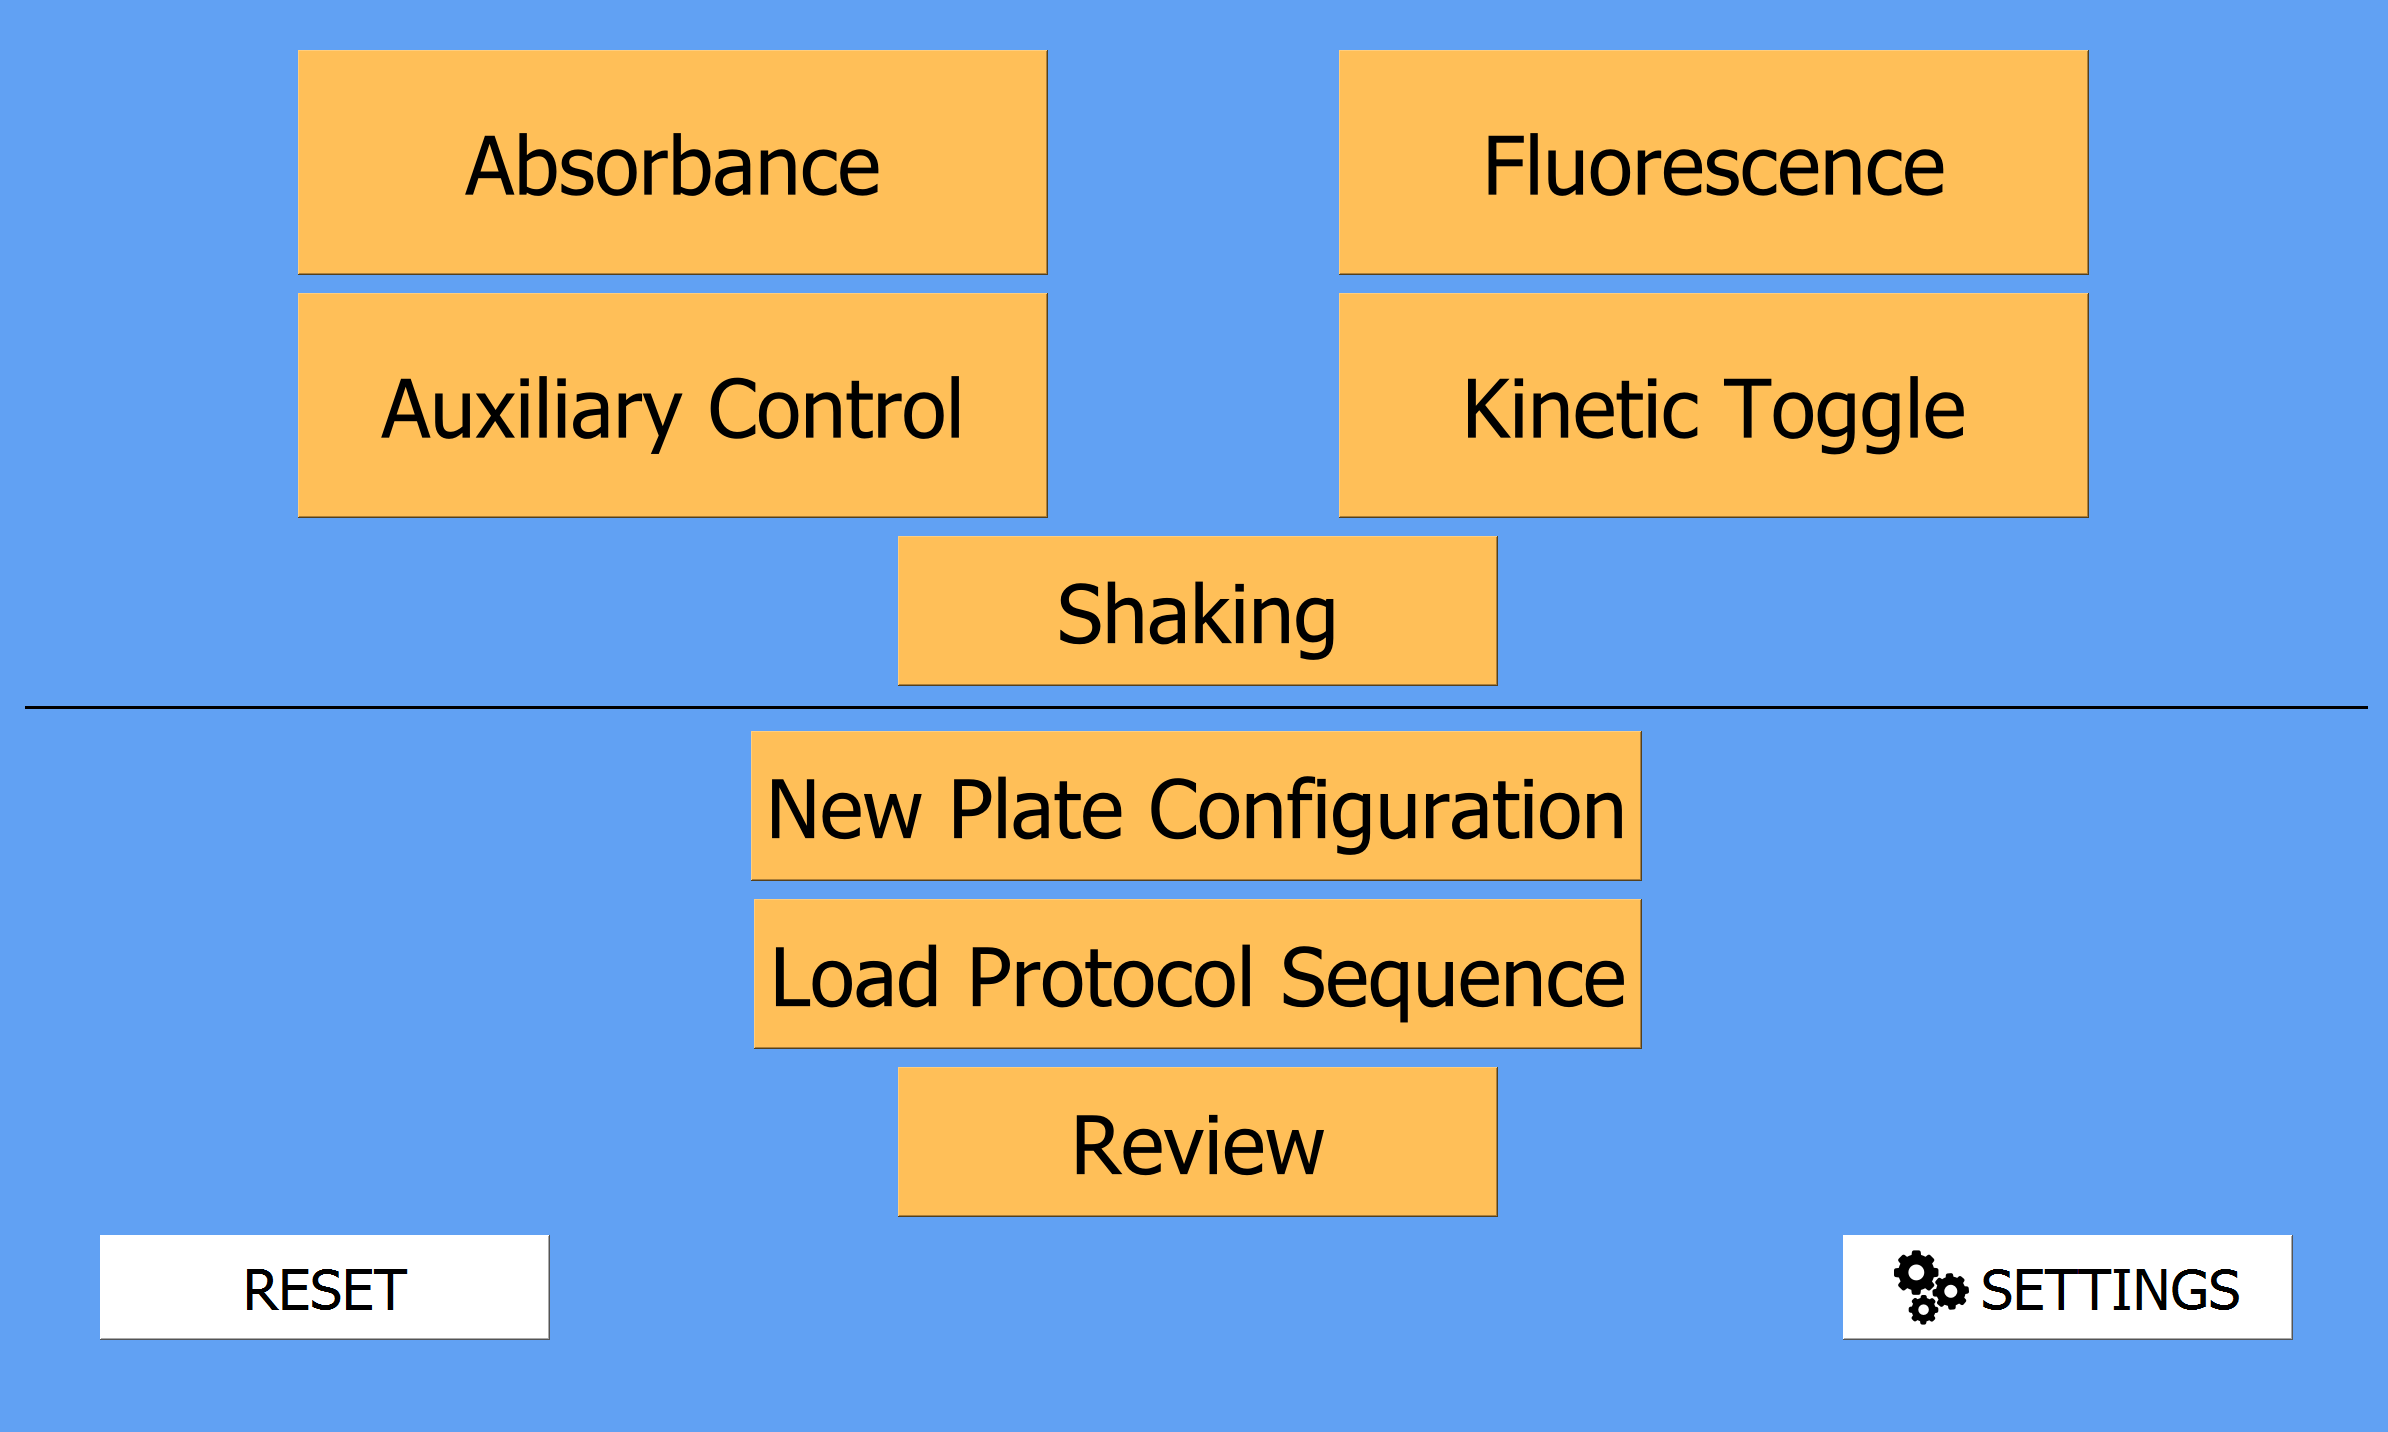 Absorbance
Fluorescence
Auxiliary Control
Kinetic Toggle
Shaking
New Plate Configuration
Load Protocol Sequence
Review
RESET
SETTINGS